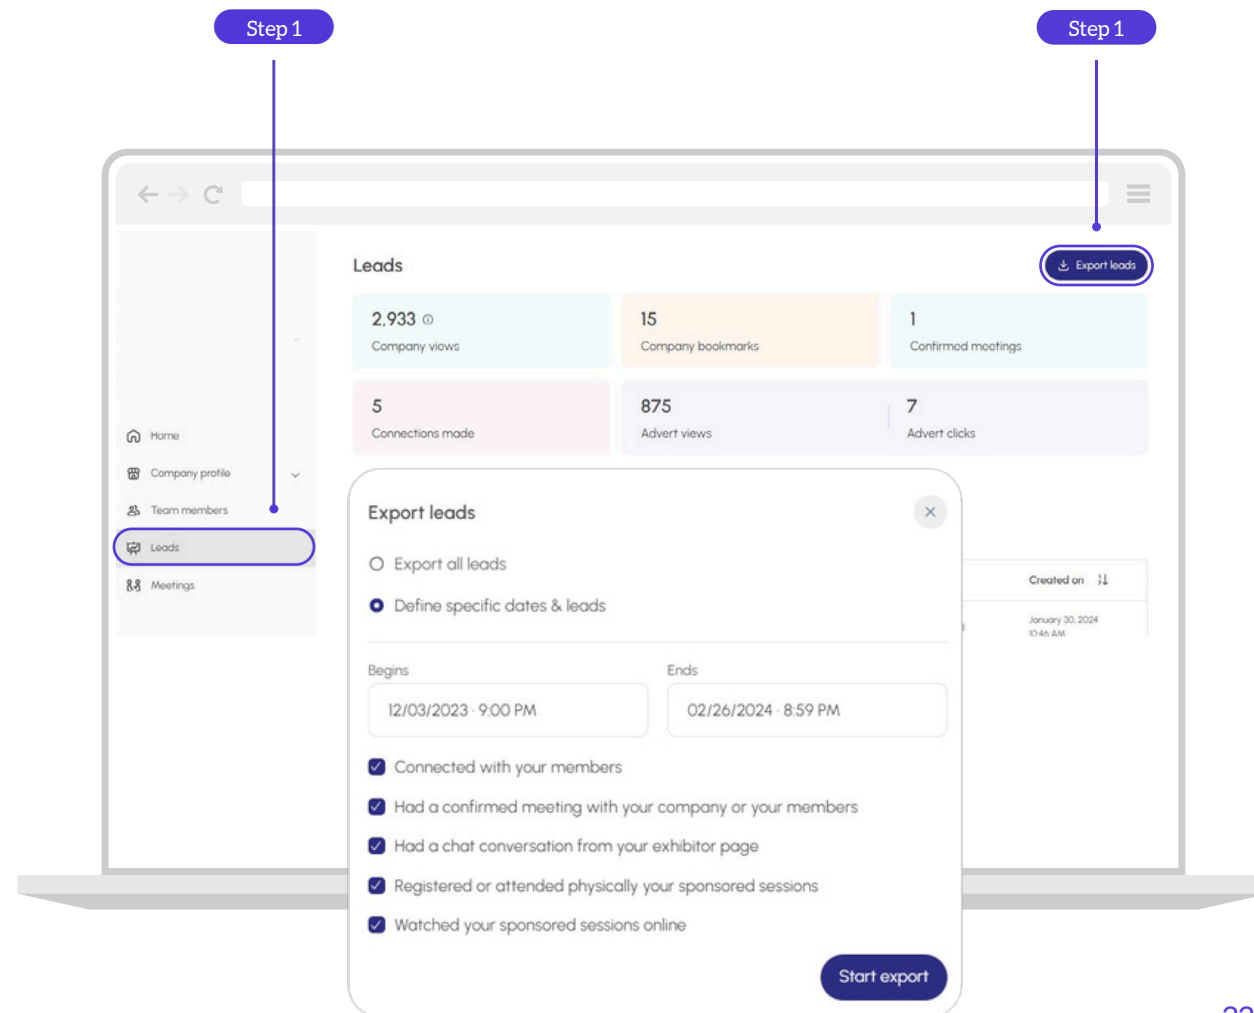 Step 1
Step 1
Leads
Export leads
2,933
Company views
15
Company bookmarks
1
Confirmed meetings
5
Connections made
875
Advert views
7
Advert clicks
Home
Company profile
Team members
Leads
Meetings
Export leads
Export all leads
Define specific dates & leads
Begins
Ends
12/03/2023 · 9:00 PM
02/26/2024 · 8:59 PM
Connected with your members
Had a confirmed meeting with your company or your members
Had a chat conversation from your exhibitor page
Registered or attended physically your sponsored sessions
Watched your sponsored sessions online
Start export
Created on
January 30, 2024
10:46 AM